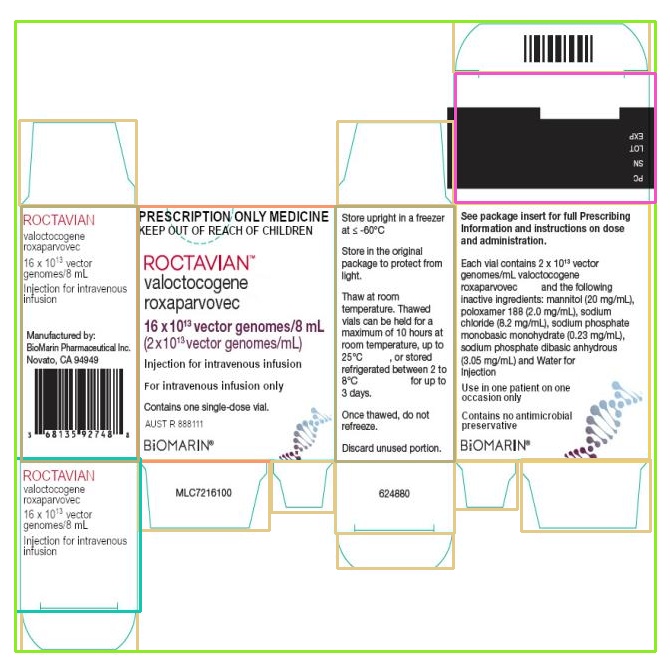 PC
SN
LOT
EXP
ROCTAVIAN
valoctocogene
roxaparvovec
16 x 10¹³ vector
genomes/8 mL
Injection for intravenous
infusion
Manufactured by:
BioMarin Pharmaceutical Inc.
Novato, CA 94949
3 68135 92748 8
PRESCRIPTION ONLY MEDICINE
KEEP OUT OF REACH OF CHILDREN
ROCTAVIAN™
valoctocogene
roxaparvovec
16 x 10¹³ vector genomes/8 mL
(2 x 10¹³ vector genomes/mL)
Injection for intravenous infusion
For intravenous infusion only
Contains one single-dose vial.
AUST R 888111
BIOMARIN®
Store upright in a freezer
at ≤ -60°C
Store in the original
package to protect from
light.
Thaw at room
temperature. Thawed
vials can be held for a
maximum of 10 hours at
room temperature, up to
25°C , or stored
refrigerated between 2 to
8°C for up to
3 days.
Once thawed, do not
refreeze.
Discard unused portion.
See package insert for full Prescribing
Information and instructions on dose
and administration.
Each vial contains 2 x 10¹³ vector
genomes/mL valoctocogene
roxaparvovec and the following
inactive ingredients: mannitol (20 mg/mL),
poloxamer 188 (2.0 mg/mL), sodium
chloride (8.2 mg/mL), sodium phosphate
monobasic monohydrate (0.23 mg/mL),
sodium phosphate dibasic anhydrous
(3.05 mg/mL) and Water for
Injection
Use in one patient on one
occasion only
Contains no antimicrobial
preservative
BIOMARIN®
ROCTAVIAN
valoctocogene
roxaparvovec
16 x 10¹³ vector
genomes/8 mL
Injection for intravenous
infusion
MLC7216100
624880